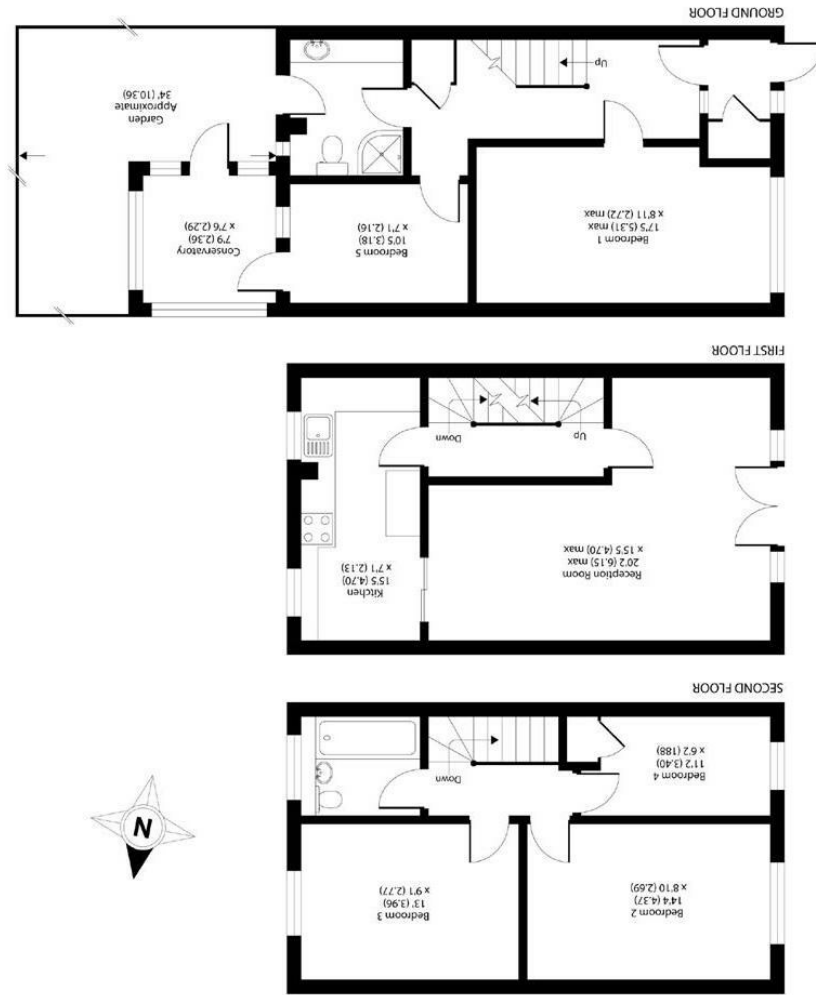 Bedroom 2
14'4 (4.37)
x 8'10 (2.69)
Bedroom 3
13' (3.96)
x 9'1 (2.77)
N
Bedroom 4
11'2 (3.40)
x 6'2 (188)
Down
SECOND FLOOR
Reception Room
20'2 (6.15) max
x 15'5 (4.70) max
Kitchen
15'5 (4.70)
x 7'1 (2.13)
Up
Down
FIRST FLOOR
Bedroom 1
17'5 (5.31) max
x 8'11 (2.72) max
Bedroom 5
10'5 (3.18)
x 7'1 (2.16)
Conservatory
7'9 (2.36)
x 7'6 (2.29)
Garden
Approximate
34' (10.36)
Up
GROUND FLOOR